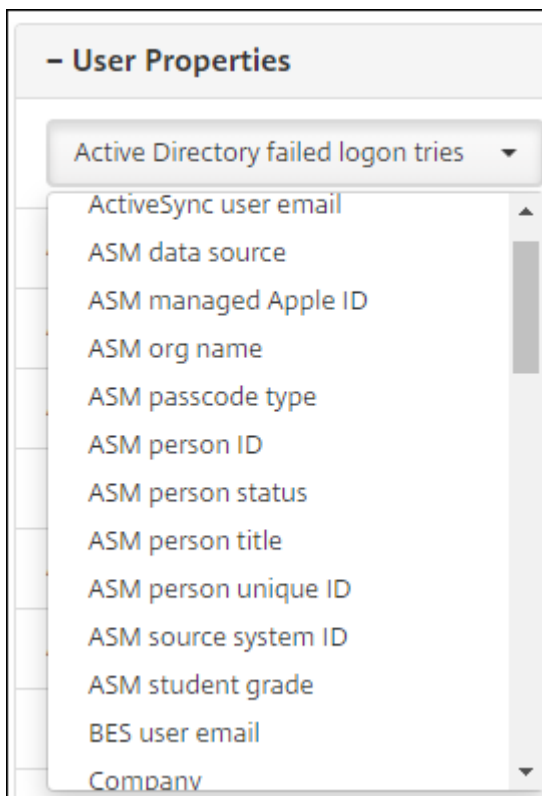 – User Properties
Active Directory failed logon tries
ActiveSync user email
ASM data source
ASM managed Apple ID
ASM org name
ASM passcode type
ASM person ID
ASM person status
ASM person title
ASM person unique ID
ASM source system ID
ASM student grade
BES user email
Company